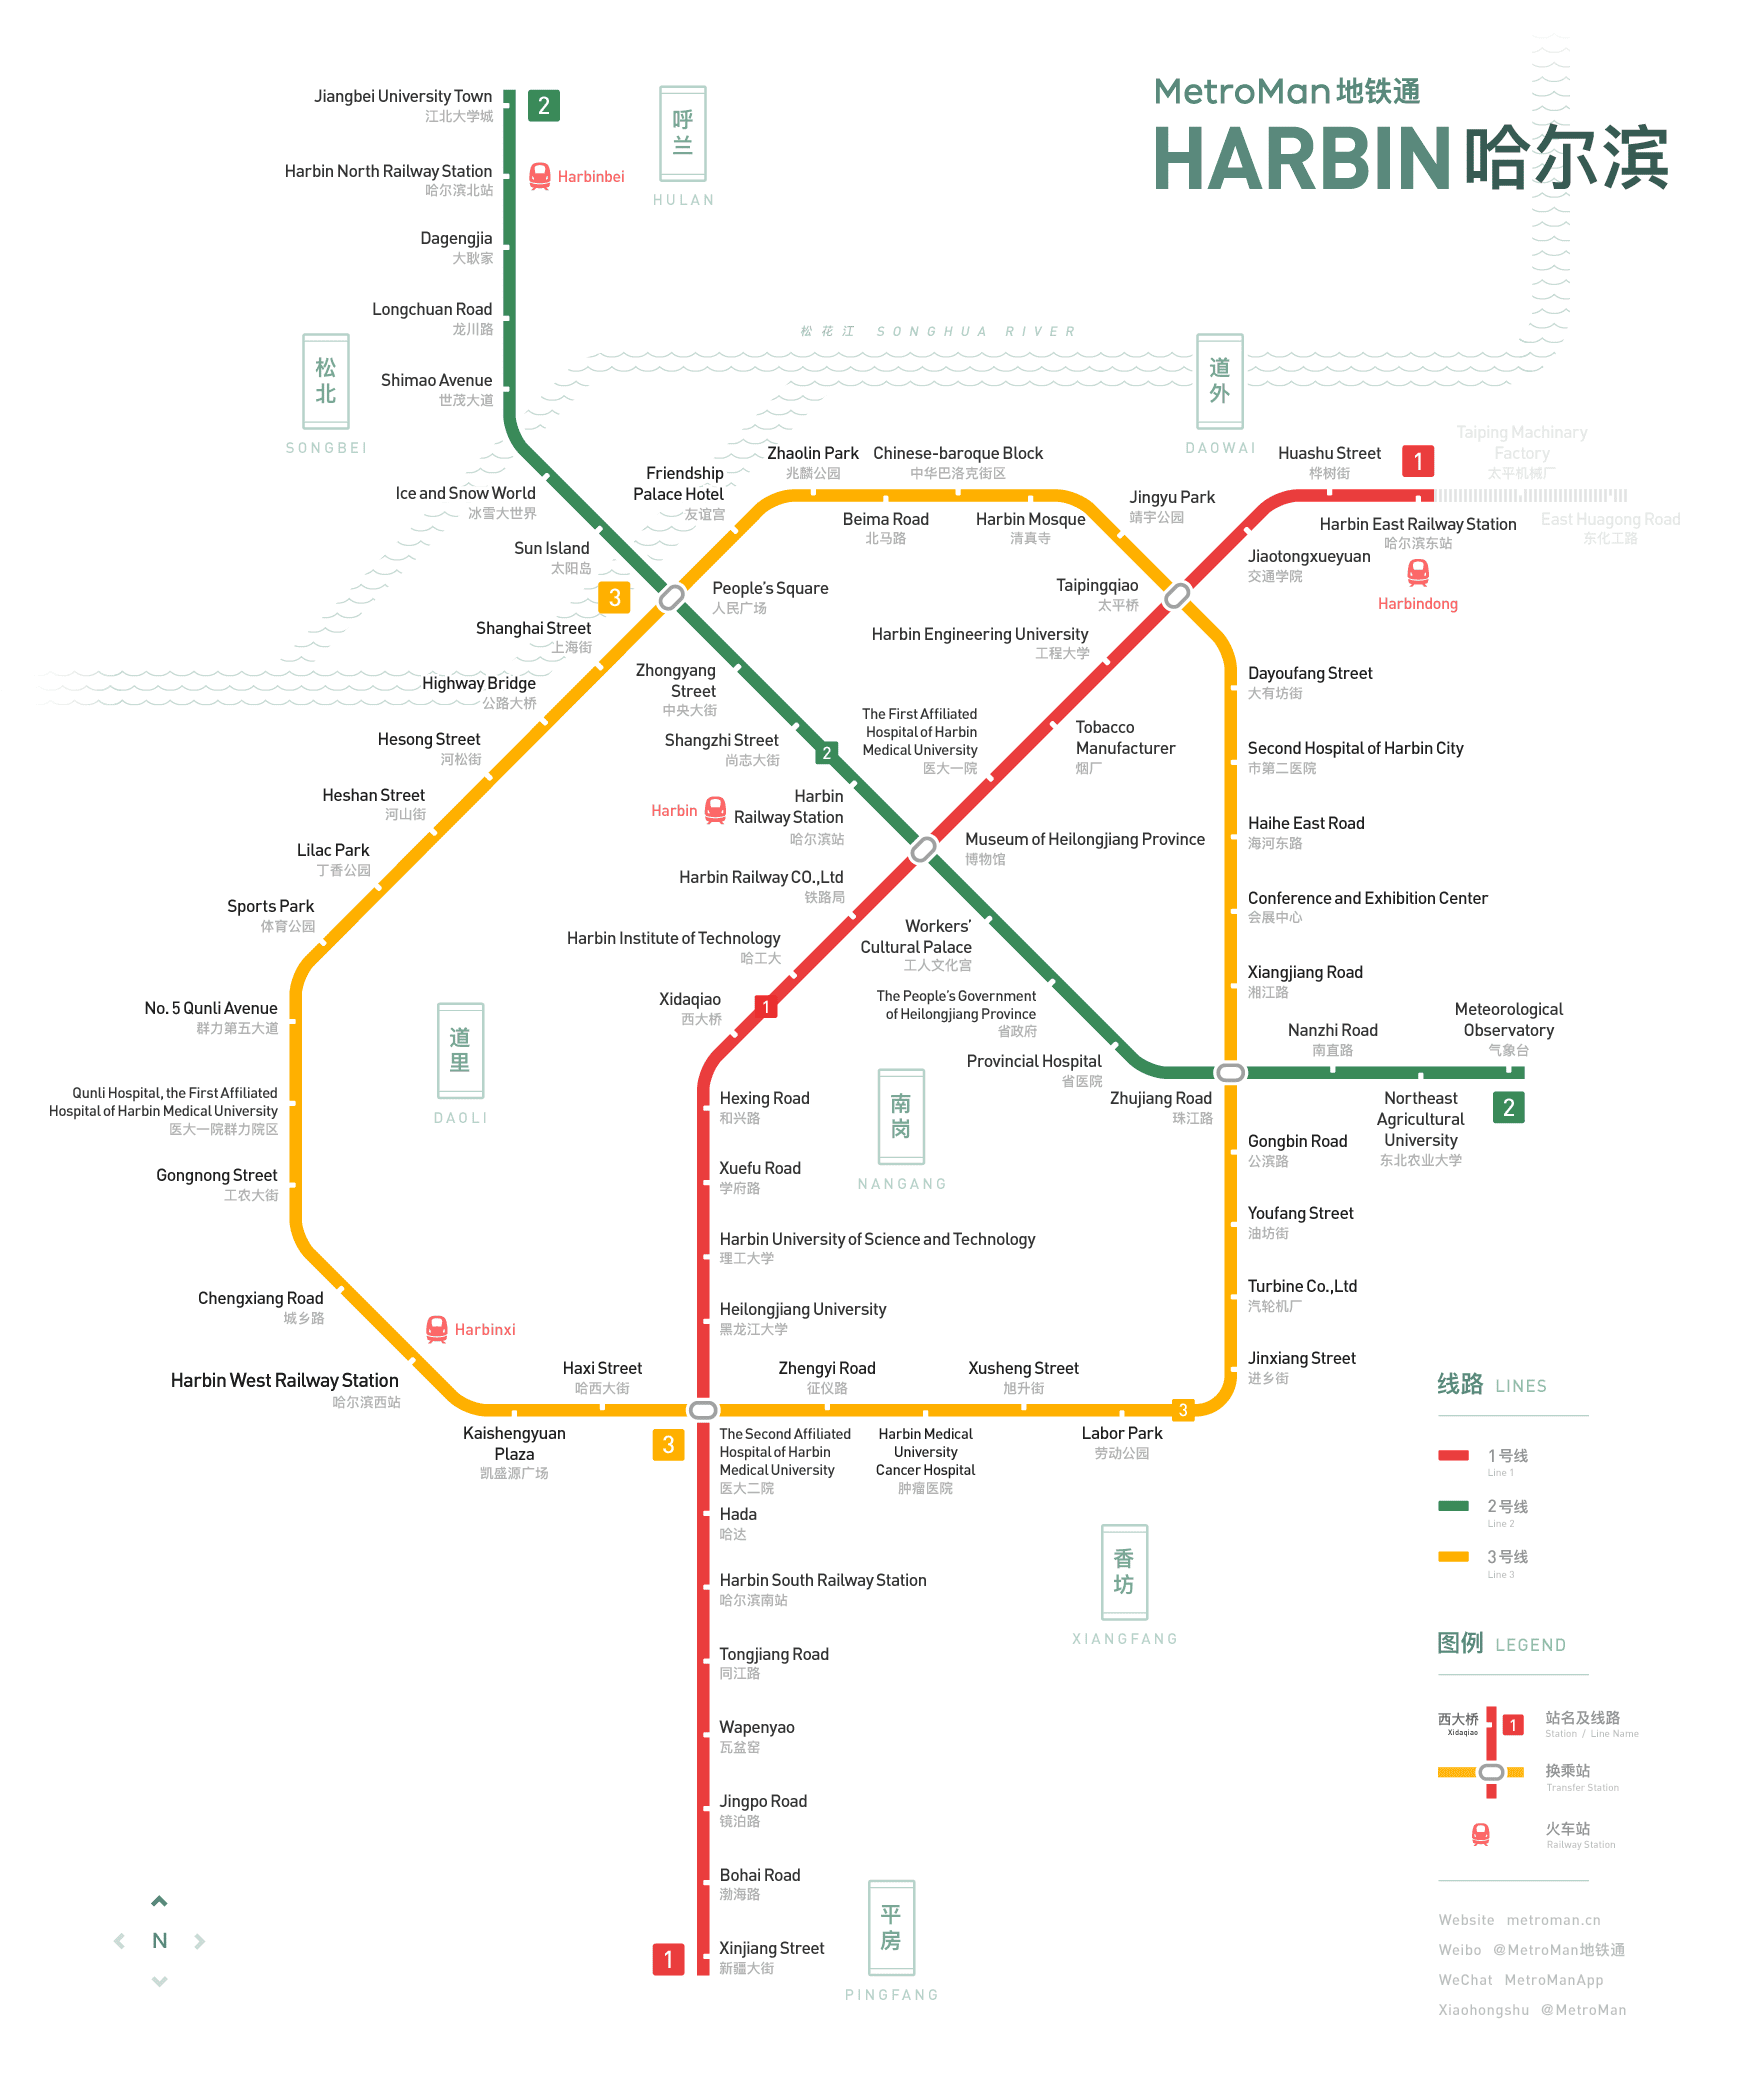 MetroMan 地铁通
HARBIN 哈尔滨
Jiangbei University Town
江北大学城
2
Harbin North Railway Station
哈尔滨北站
Harbinbei
呼兰
HULAN
Dagengjia
大耿家
Longchuan Road
龙川路
Shimao Avenue
世茂大道
松北
SONGBEI
松花江 SONGHUA RIVER
道外
DAOWAI
Ice and Snow World
冰雪大世界
Sun Island
太阳岛
3
Friendship
Palace Hotel
友谊宫
Zhaolin Park
兆麟公园
Chinese-baroque Block
中华巴洛克街区
Beima Road
北马路
Harbin Mosque
清真寺
Jingyu Park
靖宇公园
Huashu Street
桦树街
1
Taiping Machinary
Factory
太平机械厂
Harbin East Railway Station
哈尔滨东站
Harbindong
East Huagong Road
东化工路
Jiaotongxueyuan
交通学院
Taipingqiao
太平桥
People's Square
人民广场
Shanghai Street
上海街
Highway Bridge
公路大桥
Hesong Street
河松街
Heshan Street
河山街
Lilac Park
丁香公园
Sports Park
体育公园
Harbin Engineering University
工程大学
Zhongyang
Street
中央大街
Shangzhi Street
尚志大街
2
The First Affiliated
Hospital of Harbin
Medical University
医大一院
Tobacco
Manufacturer
烟厂
Harbin
Harbin
Railway Station
哈尔滨站
Museum of Heilongjiang Province
博物馆
Harbin Railway CO.,Ltd
铁路局
Harbin Institute of Technology
哈工大
Xidaqiao
西大桥
1
Workers'
Cultural Palace
工人文化宫
The People's Government
of Heilongjiang Province
省政府
Provincial Hospital
省医院
Dayoufang Street
大有坊街
Second Hospital of Harbin City
市第二医院
Haihe East Road
海河东路
Conference and Exhibition Center
会展中心
Xiangjiang Road
湘江路
Zhujiang Road
珠江路
Nanzhi Road
南直路
Meteorological
Observatory
气象台
Northeast
Agricultural
University
东北农业大学
2
No. 5 Qunli Avenue
群力第五大道
Qunli Hospital, the First Affiliated
Hospital of Harbin Medical University
医大一院群力院区
Gongnong Street
工农大街
道里
DAOLI
南岗
NANGANG
Hexing Road
和兴路
Xuefu Road
学府路
Harbin University of Science and Technology
理工大学
Heilongjiang University
黑龙江大学
Gongbin Road
公滨路
Youfang Street
油坊街
Turbine Co.,Ltd
汽轮机厂
Jinxiang Street
进乡街
Chengxiang Road
城乡路
Harbinxi
Harbin West Railway Station
哈尔滨西站
Haxi Street
哈西大街
Zhengyi Road
征仪路
Xusheng Street
旭升街
3
Kaishengyuan
Plaza
凯盛源广场
3
The Second Affiliated
Hospital of Harbin
Medical University
医大二院
Harbin Medical
University
Cancer Hospital
肿瘤医院
Labor Park
劳动公园
Hada
哈达
Harbin South Railway Station
哈尔滨南站
Tongjiang Road
同江路
Wapenyao
瓦盆窑
Jingpo Road
镜泊路
Bohai Road
渤海路
Xinjiang Street
新疆大街
1
香坊
XIANGFANG
平房
PINGFANG
N
线路 LINES
1号线
Line 1
2号线
Line 2
3号线
Line 3
图例 LEGEND
西大桥
Xidaqiao
1
站名及线路
Station / Line Name
换乘站
Transfer Station
火车站
Railway Station
Website metroman.cn
Weibo @MetroMan地铁通
WeChat MetroManApp
Xiaohongshu @MetroMan